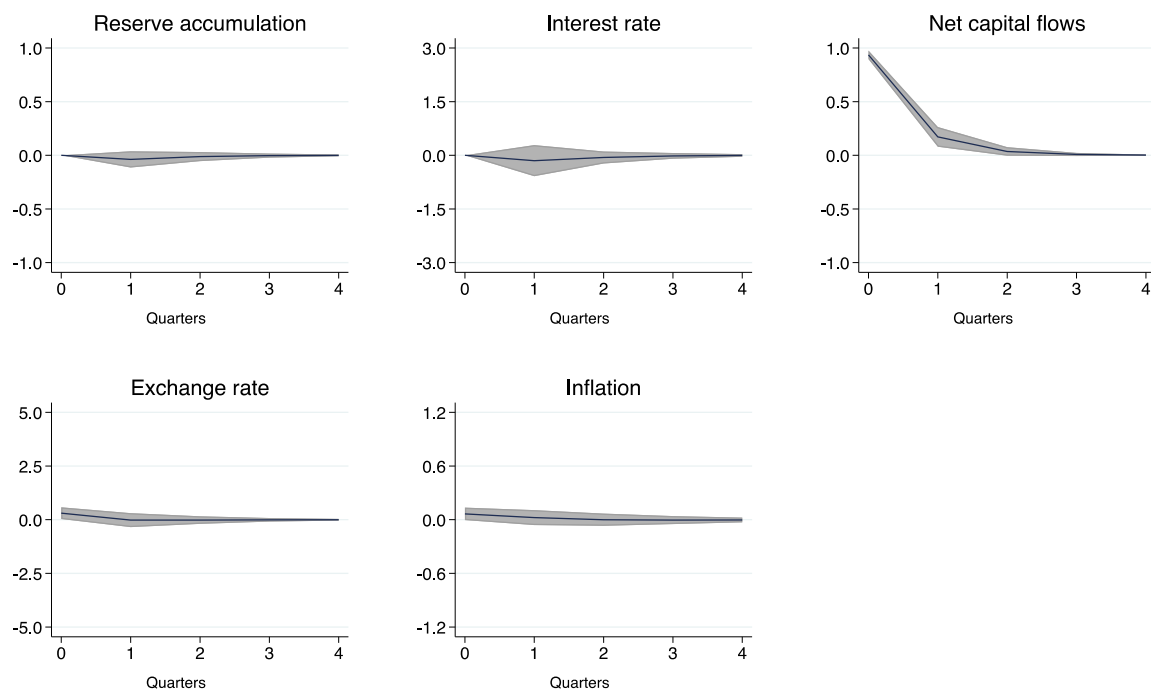 Reserve accumulation
1.0
0.5
0.0
-0.5
-1.0
0 1 2 3 4
Quarters
Interest rate
3.0
1.5
0.0
-1.5
-3.0
0 1 2 3 4
Quarters
Net capital flows
1.0
0.5
0.0
-0.5
-1.0
0 1 2 3 4
Quarters
Exchange rate
5.0
2.5
0.0
-2.5
-5.0
0 1 2 3 4
Quarters
Inflation
1.2
0.6
0.0
-0.6
-1.2
0 1 2 3 4
Quarters